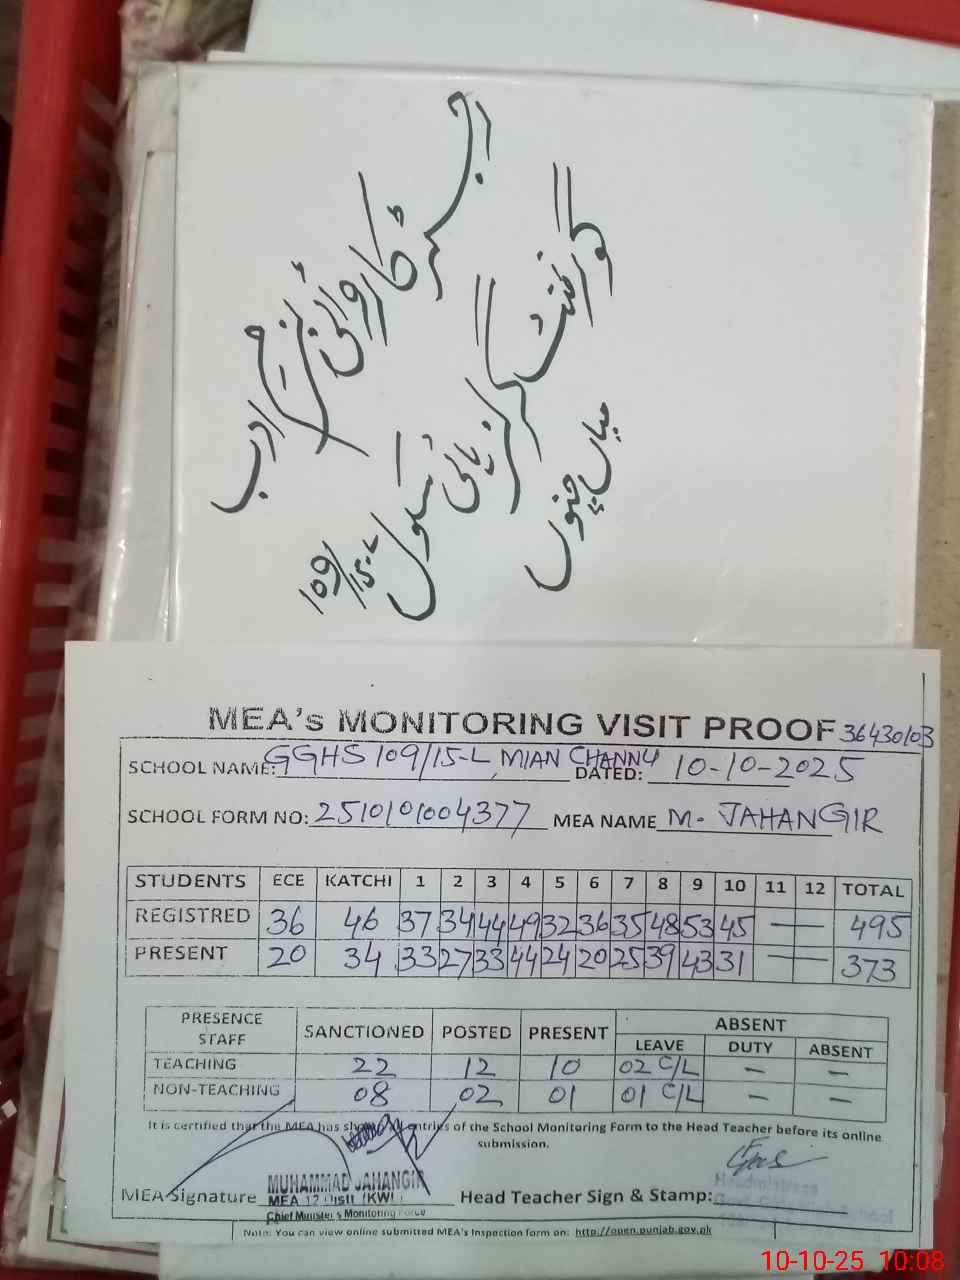 رجسٹر کاروائی بزم ادب
گورنمنٹ گرلز ہائی سکول
109/15-L
میاں چنوں
MEA's MONITORING VISIT PROOF 36430103
SCHOOL NAME: GGHS 109/15-L, MIAN CHANNU DATED: 10-10-2025
SCHOOL FORM NO: 2510101004377 MEA NAME M. JAHANGIR
STUDENTS ECE KATCHI 1 2 3 4 5 6 7 8 9 10 11 12 TOTAL
REGISTRED 36 46 37 34 44 49 32 36 35 48 53 45 — — 495
PRESENT 20 34 33 27 33 44 24 20 25 39 43 31 — — 373
PRESENCE STAFF SANCTIONED POSTED PRESENT ABSENT
LEAVE DUTY ABSENT
TEACHING 22 12 10 02 C/L — —
NON-TEACHING 08 02 01 01 C/L — —
It is certified that the MEA has entries of the School Monitoring Form to the Head Teacher before its online
submission.
MUHAMMAD JAHANGIR
MEA Signature MEA 12 Distt (KWL) Head Teacher Sign & Stamp:
Chief Minister's Monitoring Force
Headmistress
Note: You can view online submitted MEA's Inspection form on: http://open.punjab.gov.pk
10-10-25 10:08